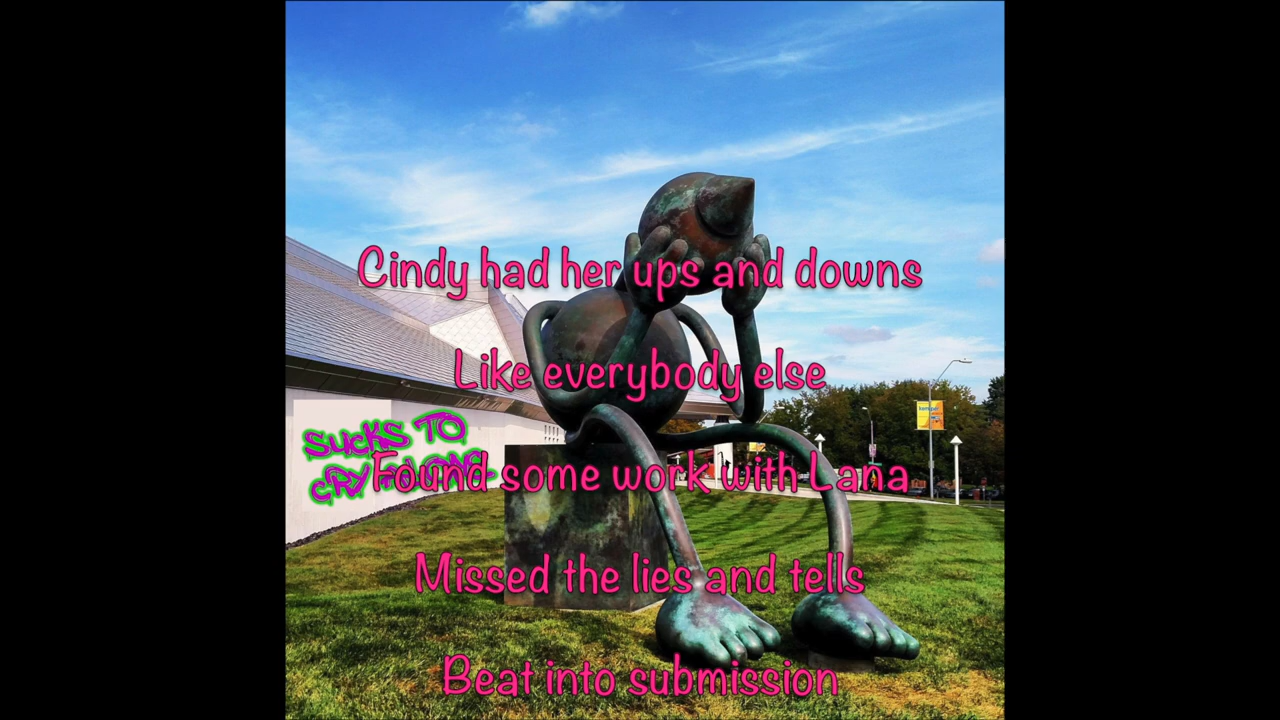 Cindy had her ups and downs
Like everybody else
SUCKS TO
CRY
Found some work with Lana
Missed the lies and tells
Beat into submission